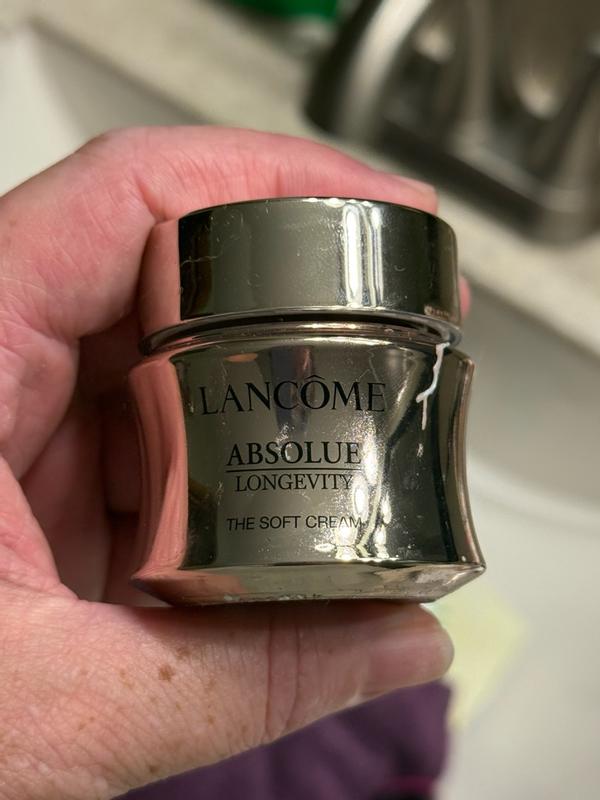 LANCÔME
ABSOLUE
LONGEVITY
THE SOFT CREAM